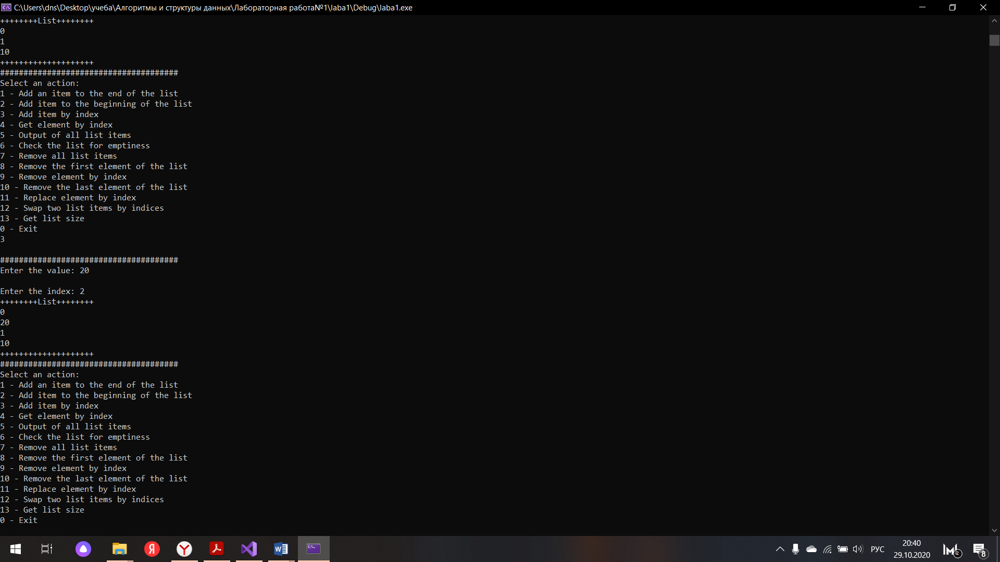 C:\Users\dns\Desktop\учеба\Алгоритмы и структуры данных\Лабораторная работа№1\laba1\Debug\laba1.exe
++++++++List++++++++
0
1
10
++++++++++++++++++++
######################################
Select an action:
1 - Add an item to the end of the list
2 - Add item to the beginning of the list
3 - Add item by index
4 - Get element by index
5 - Output of all list items
6 - Check the list for emptiness
7 - Remove all list items
8 - Remove the first element of the list
9 - Remove element by index
10 - Remove the last element of the list
11 - Replace element by index
12 - Swap two list items by indices
13 - Get list size
0 - Exit
3
######################################
Enter the value: 20
Enter the index: 2
++++++++List++++++++
0
20
1
10
++++++++++++++++++++
######################################
Select an action:
1 - Add an item to the end of the list
2 - Add item to the beginning of the list
3 - Add item by index
4 - Get element by index
5 - Output of all list items
6 - Check the list for emptiness
7 - Remove all list items
8 - Remove the first element of the list
9 - Remove element by index
10 - Remove the last element of the list
11 - Replace element by index
12 - Swap two list items by indices
13 - Get list size
0 - Exit
РУС
20:40
29.10.2020
2
8